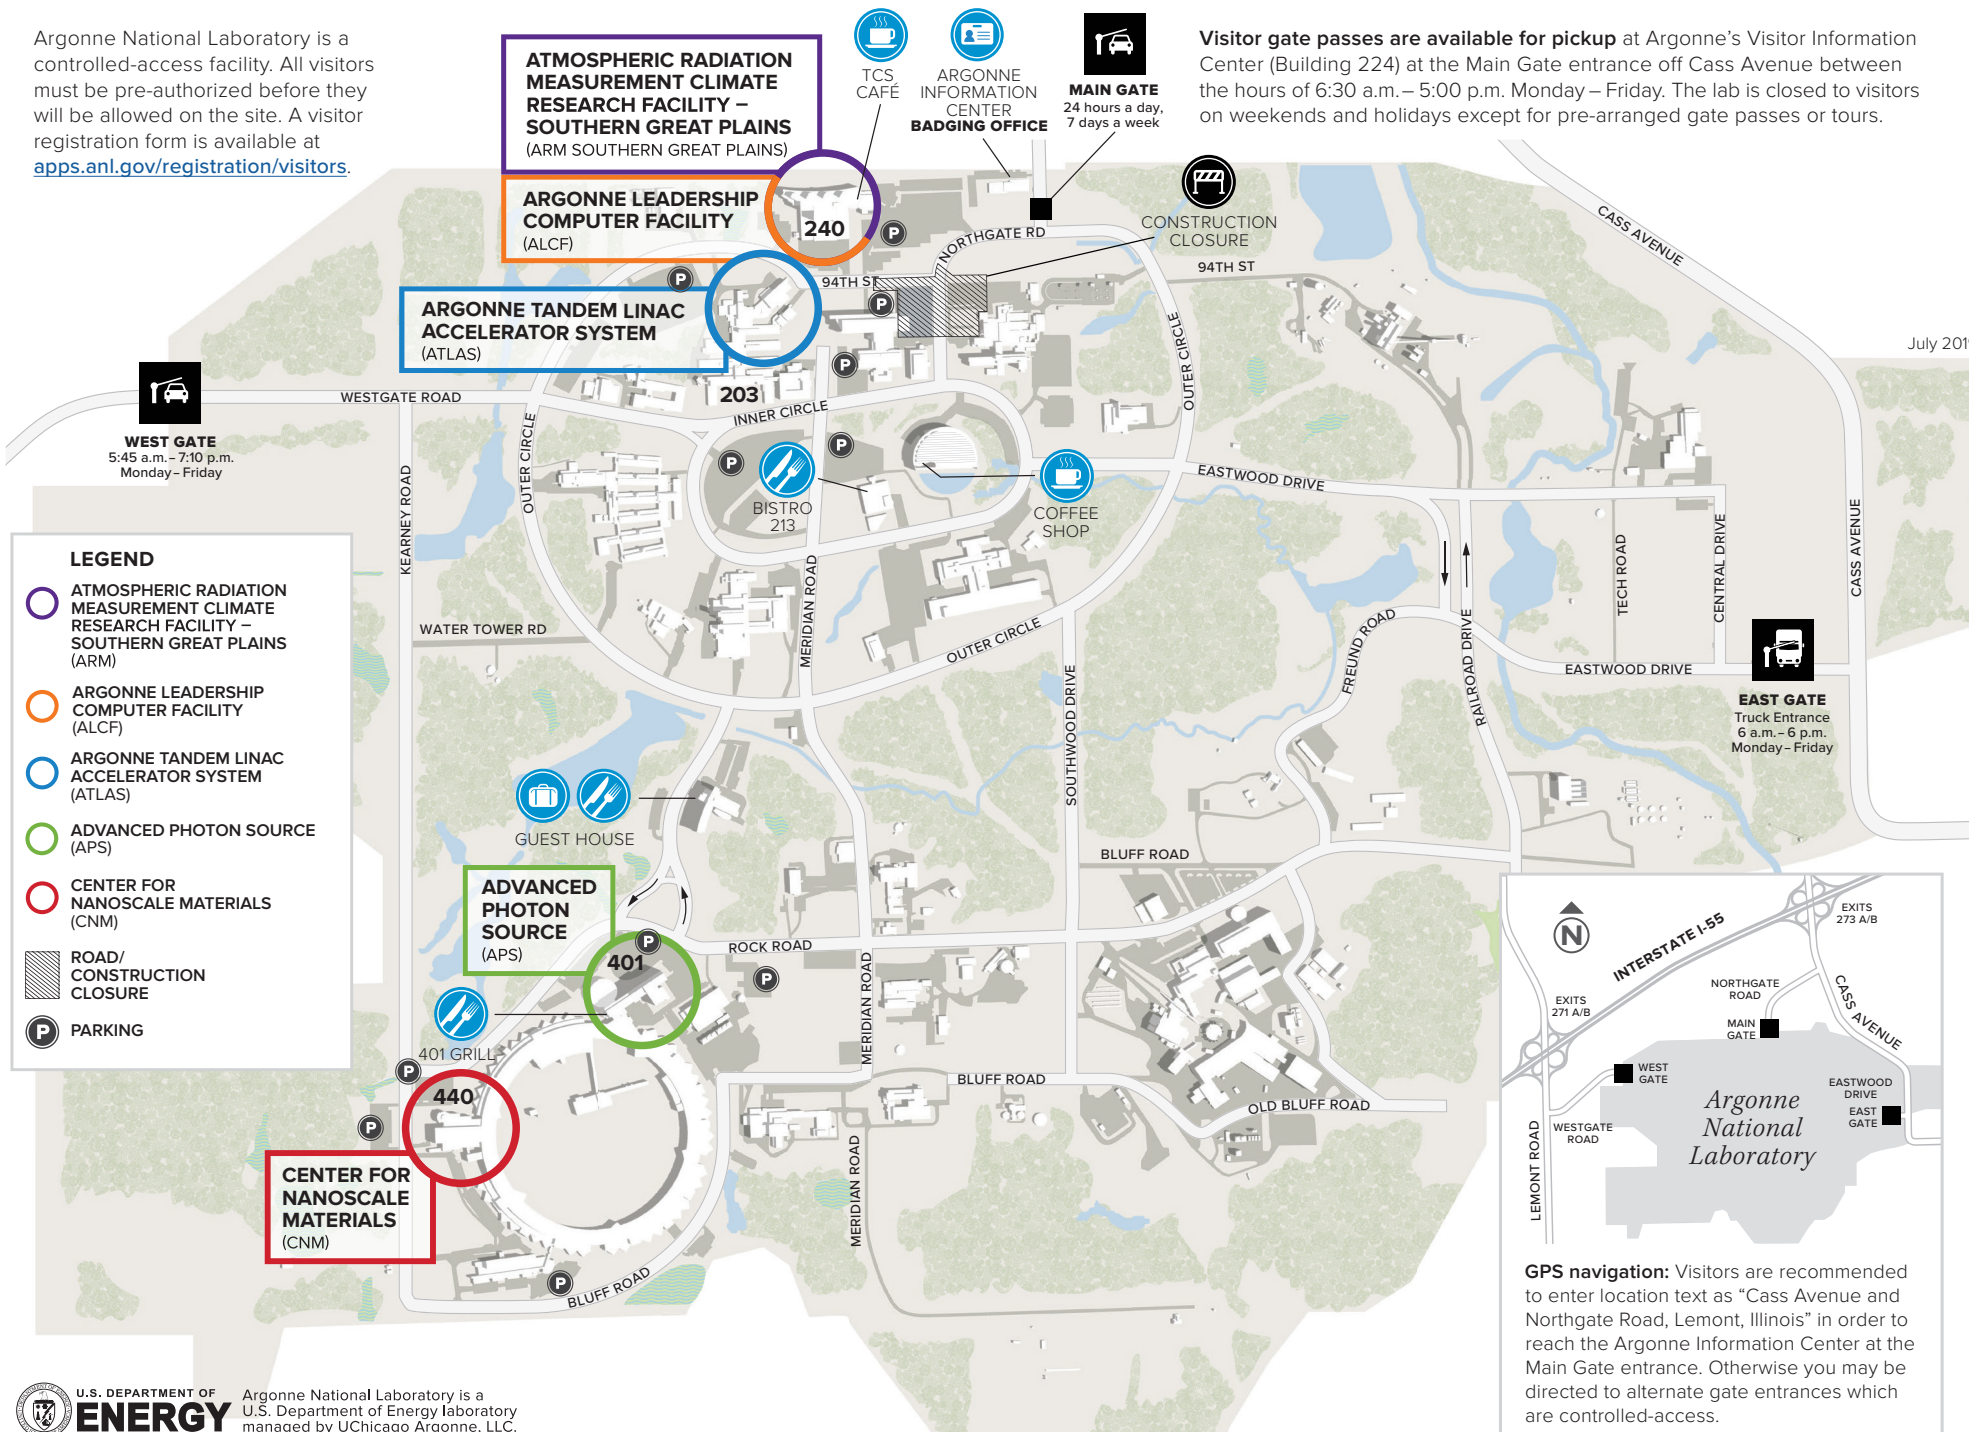 Argonne National Laboratory is a
controlled-access facility. All visitors
must be pre-authorized before they
will be allowed on the site. A visitor
registration form is available at
apps.anl.gov/registration/visitors.
ATMOSPHERIC RADIATION
MEASUREMENT CLIMATE
RESEARCH FACILITY –
SOUTHERN GREAT PLAINS
(ARM SOUTHERN GREAT PLAINS)
ARGONNE LEADERSHIP
COMPUTER FACILITY
(ALCF)
ARGONNE TANDEM LINAC
ACCELERATOR SYSTEM
(ATLAS)
TCS
CAFÉ
ARGONNE
INFORMATION
CENTER
BADGING OFFICE
MAIN GATE
24 hours a day,
7 days a week
Visitor gate passes are available for pickup at Argonne's Visitor Information
Center (Building 224) at the Main Gate entrance off Cass Avenue between
the hours of 6:30 a.m. – 5:00 p.m. Monday – Friday. The lab is closed to visitors
on weekends and holidays except for pre-arranged gate passes or tours.
CONSTRUCTION
CLOSURE
240
P
NORTHGATE RD
CASS AVENUE
P
94TH ST
P
94TH ST
July 201
OUTER CIRCLE
P
203
INNER CIRCLE
WEST GATE
5:45 a.m. – 7:10 p.m.
Monday – Friday
WESTGATE ROAD
OUTER CIRCLE
P
P
BISTRO
213
COFFEE
SHOP
EASTWOOD DRIVE
KEARNEY ROAD
MERIDIAN ROAD
TECH ROAD
CENTRAL DRIVE
CASS AVENUE
WATER TOWER RD
OUTER CIRCLE
SOUTHWOOD DRIVE
FREUND ROAD
RAILROAD DRIVE
EASTWOOD DRIVE
EAST GATE
Truck Entrance
6 a.m. – 6 p.m.
Monday – Friday
LEGEND
ATMOSPHERIC RADIATION
MEASUREMENT CLIMATE
RESEARCH FACILITY –
SOUTHERN GREAT PLAINS
(ARM)
ARGONNE LEADERSHIP
COMPUTER FACILITY
(ALCF)
ARGONNE TANDEM LINAC
ACCELERATOR SYSTEM
(ATLAS)
ADVANCED PHOTON SOURCE
(APS)
CENTER FOR
NANOSCALE MATERIALS
(CNM)
ROAD/
CONSTRUCTION
CLOSURE
P PARKING
GUEST HOUSE
BLUFF ROAD
ADVANCED
PHOTON
SOURCE
(APS)
P
401
ROCK ROAD
P
401 GRILL
MERIDIAN ROAD
P
440
BLUFF ROAD
OLD BLUFF ROAD
P
CENTER FOR
NANOSCALE
MATERIALS
(CNM)
MERIDIAN ROAD
P
BLUFF ROAD
N
INTERSTATE I-55
EXITS
273 A/B
NORTHGATE
ROAD
CASS AVENUE
EXITS
271 A/B
MAIN
GATE
WEST
GATE
EASTWOOD
DRIVE
EAST
GATE
WESTGATE
ROAD
LEMONT ROAD
Argonne
National
Laboratory
GPS navigation: Visitors are recommended
to enter location text as “Cass Avenue and
Northgate Road, Lemont, Illinois” in order to
reach the Argonne Information Center at the
Main Gate entrance. Otherwise you may be
directed to alternate gate entrances which
are controlled-access.
U.S. DEPARTMENT OF
ENERGY
Argonne National Laboratory is a
U.S. Department of Energy laboratory
managed by UChicago Argonne, LLC.